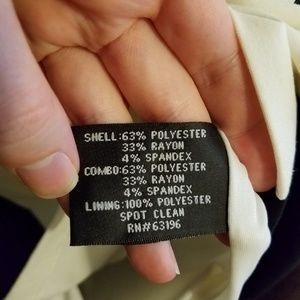 SHELL:63% POLYESTER
33% RAYON
4% SPANDEX
COMBO:63% POLYESTER
33% RAYON
4% SPANDEX
LINING:100% POLYESTER
SPOT CLEAN
RN#63196